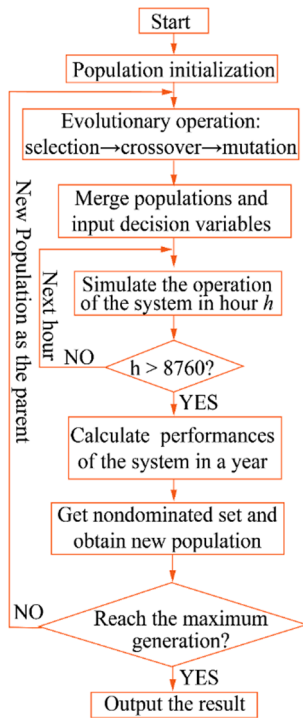 Start
Population initialization
Evolutionary operation:
selection→crossover→mutation
Merge populations and
input decision variables
Simulate the operation
of the system in hour h
Next hour
NO
h > 8760?
YES
Calculate performances
of the system in a year
Get nondominated set and
obtain new population
New Population as the parent
NO
Reach the maximum
generation?
YES
Output the result